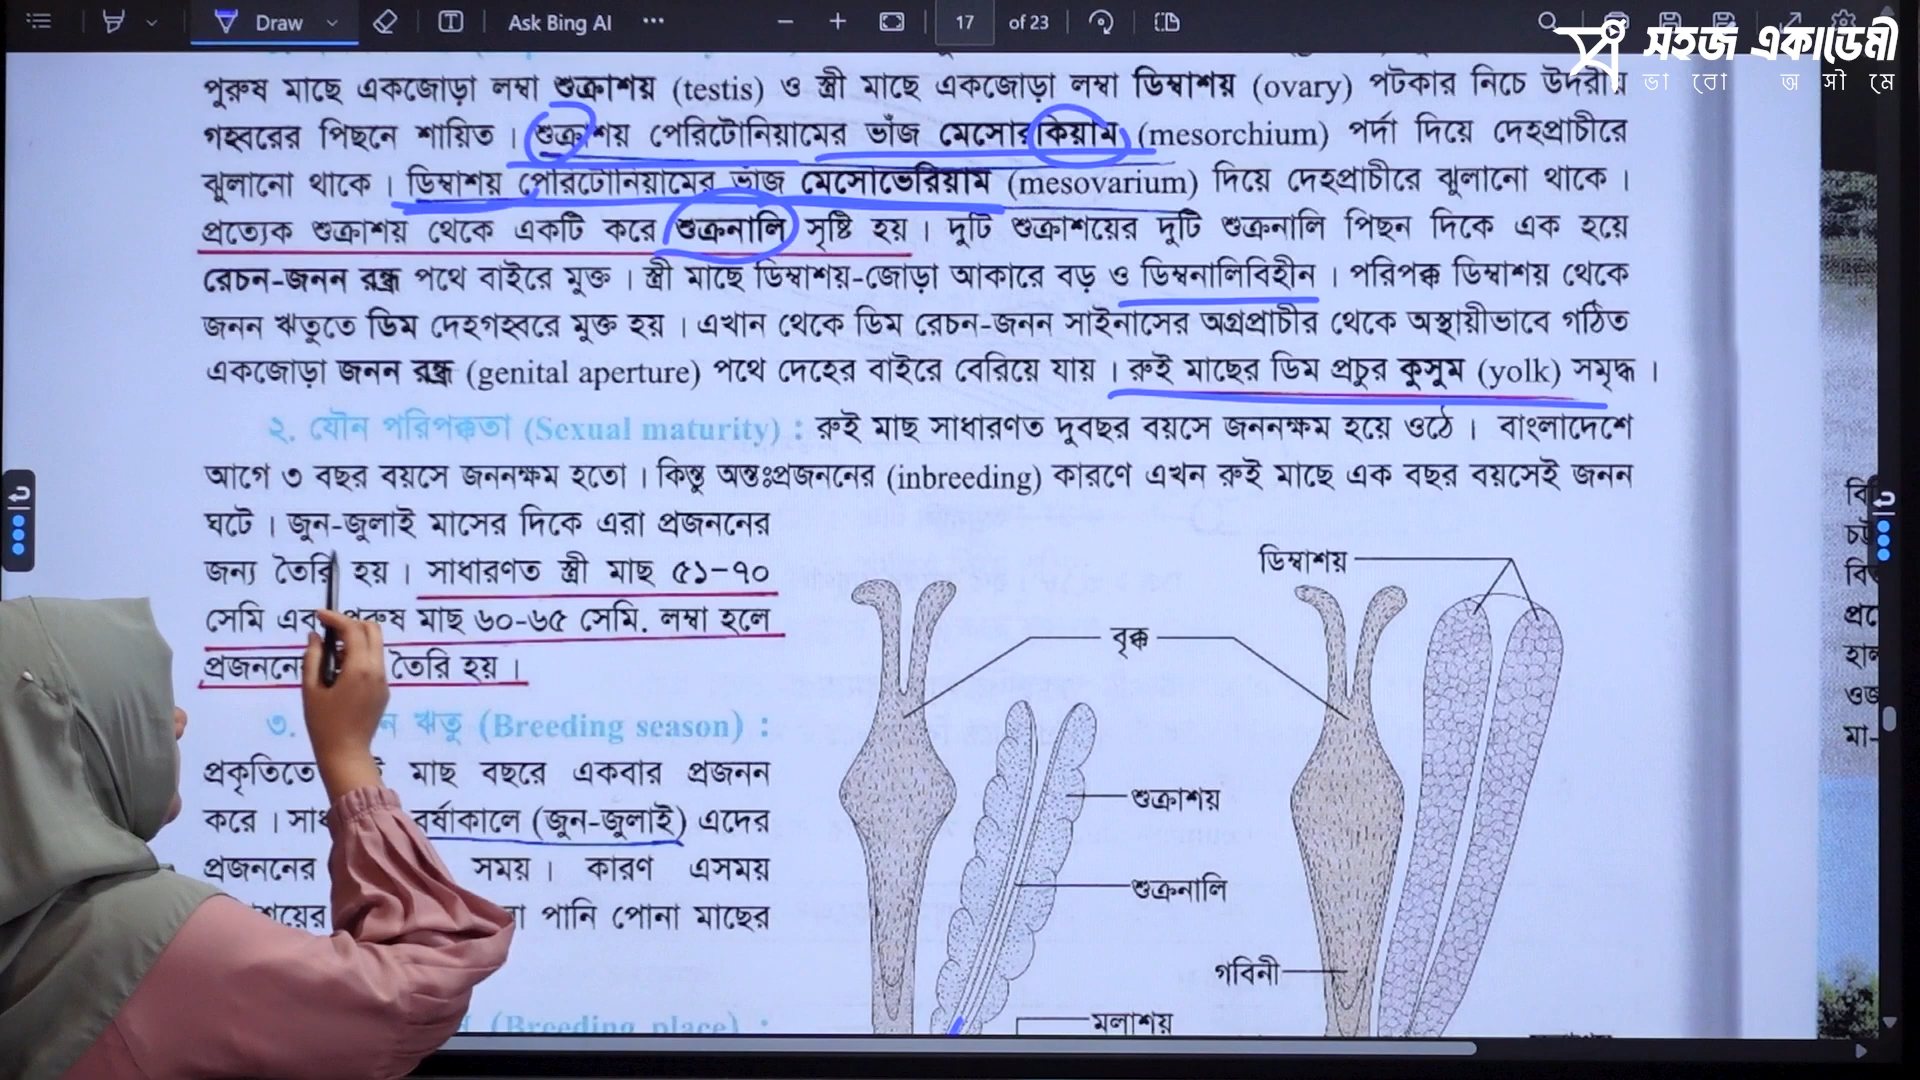 Draw
Ask Bing AI
17 of 23
সহজ একাডেমী
ভাবো অসীমে
পুরুষ মাছে একজোড়া লম্বা শুক্রাশয় (testis) ও স্ত্রী মাছে একজোড়া লম্বা ডিম্বাশয় (ovary) পটকার নিচে উদরীয়
গহ্বরের পিছনে শায়িত। শুক্রাশয় পেরিটোনিয়ামের ভাঁজ মেসোরকিয়াম (mesorchium) পর্দা দিয়ে দেহপ্রাচীরে
ঝুলানো থাকে। ডিম্বাশয় পেরিটোনিয়ামের ভাঁজ মেসোভেরিয়াম (mesovarium) দিয়ে দেহপ্রাচীরে ঝুলানো থাকে।
প্রত্যেক শুক্রাশয় থেকে একটি করে শুক্রনালি সৃষ্টি হয়। দুটি শুক্রাশয়ের দুটি শুক্রনালি পিছন দিকে এক হয়ে
রেচন-জনন রন্ধ্র পথে বাইরে মুক্ত। স্ত্রী মাছে ডিম্বাশয়-জোড়া আকারে বড় ও ডিম্বনালিবিহীন। পরিপক্ক ডিম্বাশয় থেকে
জনন ঋতুতে ডিম দেহগহ্বরে মুক্ত হয়। এখান থেকে ডিম রেচন-জনন সাইনাসের অগ্রপ্রাচীর থেকে অস্থায়ীভাবে গঠিত
একজোড়া জনন রন্ধ্র (genital aperture) পথে দেহের বাইরে বেরিয়ে যায়। রুই মাছের ডিম প্রচুর কুসুম (yolk) সমৃদ্ধ।
২. যৌন পরিপক্কতা (Sexual maturity) : রুই মাছ সাধারণত দুবছর বয়সে জননক্ষম হয়ে ওঠে। বাংলাদেশে
আগে ৩ বছর বয়সে জননক্ষম হতো। কিন্তু অন্তঃপ্রজননের (inbreeding) কারণে এখন রুই মাছে এক বছর বয়সেই জনন
ঘটে। জুন-জুলাই মাসের দিকে এরা প্রজননের
জন্য তৈরি হয়। সাধারণত স্ত্রী মাছ ৫১-৭০
সেমি এবং পুরুষ মাছ ৬০-৬৫ সেমি. লম্বা হলে
প্রজননের তৈরি হয়।
৩. ঋতু (Breeding season) :
প্রকৃতিতে মাছ বছরে একবার প্রজনন
করে। বর্ষাকালে (জুন-জুলাই) এদের
প্রজননের সময়। কারণ এসময়
পানি পোনা মাছের
(Breeding place) :
ডিম্বাশয়
বৃক্ক
শুক্রাশয়
শুক্রনালি
গবিনী
মলাশয়